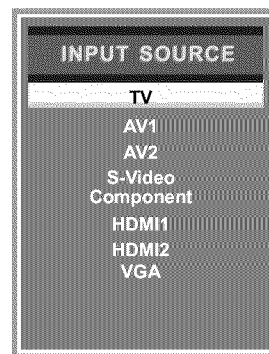 INPUT SOURCE
TV
AV1
AV2
S-Video
Component
HDMI1
HDMI2
VGA